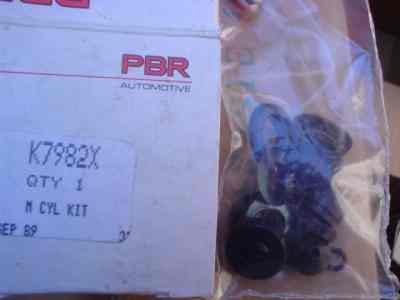 PBR
AUTOMOTIVE
K7982X
QTY 1
M CYL KIT
SEP 89